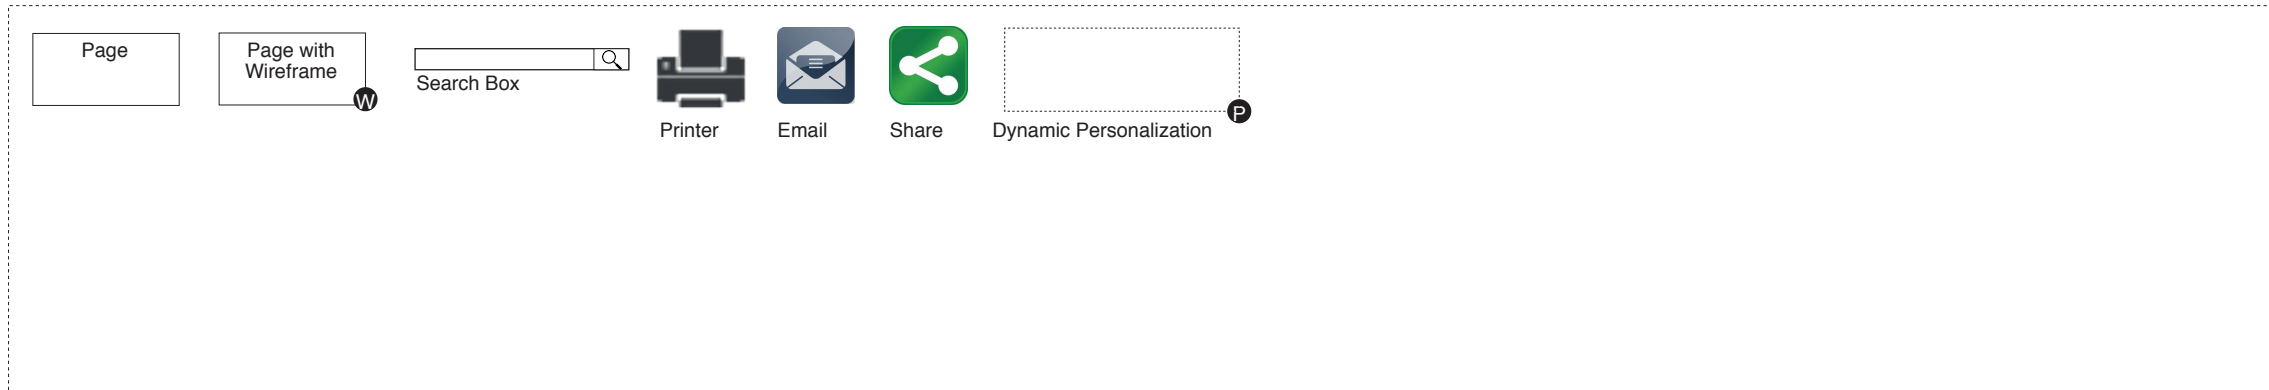 Page
Page with
Wireframe
W
Search Box
Printer
Email
Share
Dynamic Personalization
P